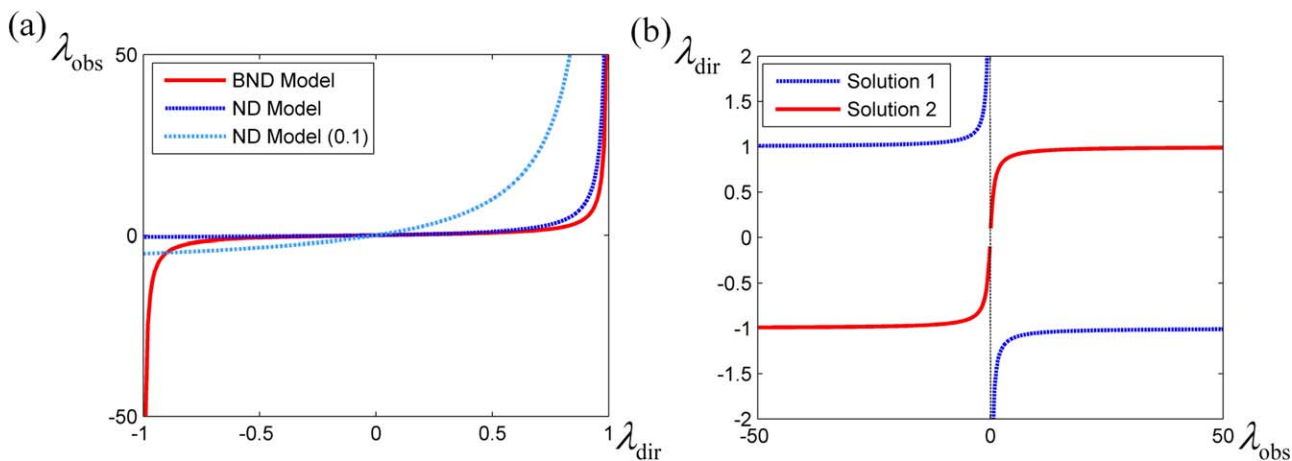 (a)
λobs
50
0
-50
BND Model
ND Model
ND Model (0.1)
-1
-0.5
0
0.5
1
λdir
(b)
λdir
2
1.5
1
0.5
0
-0.5
-1
-1.5
-2
Solution 1
Solution 2
-50
0
50
λobs